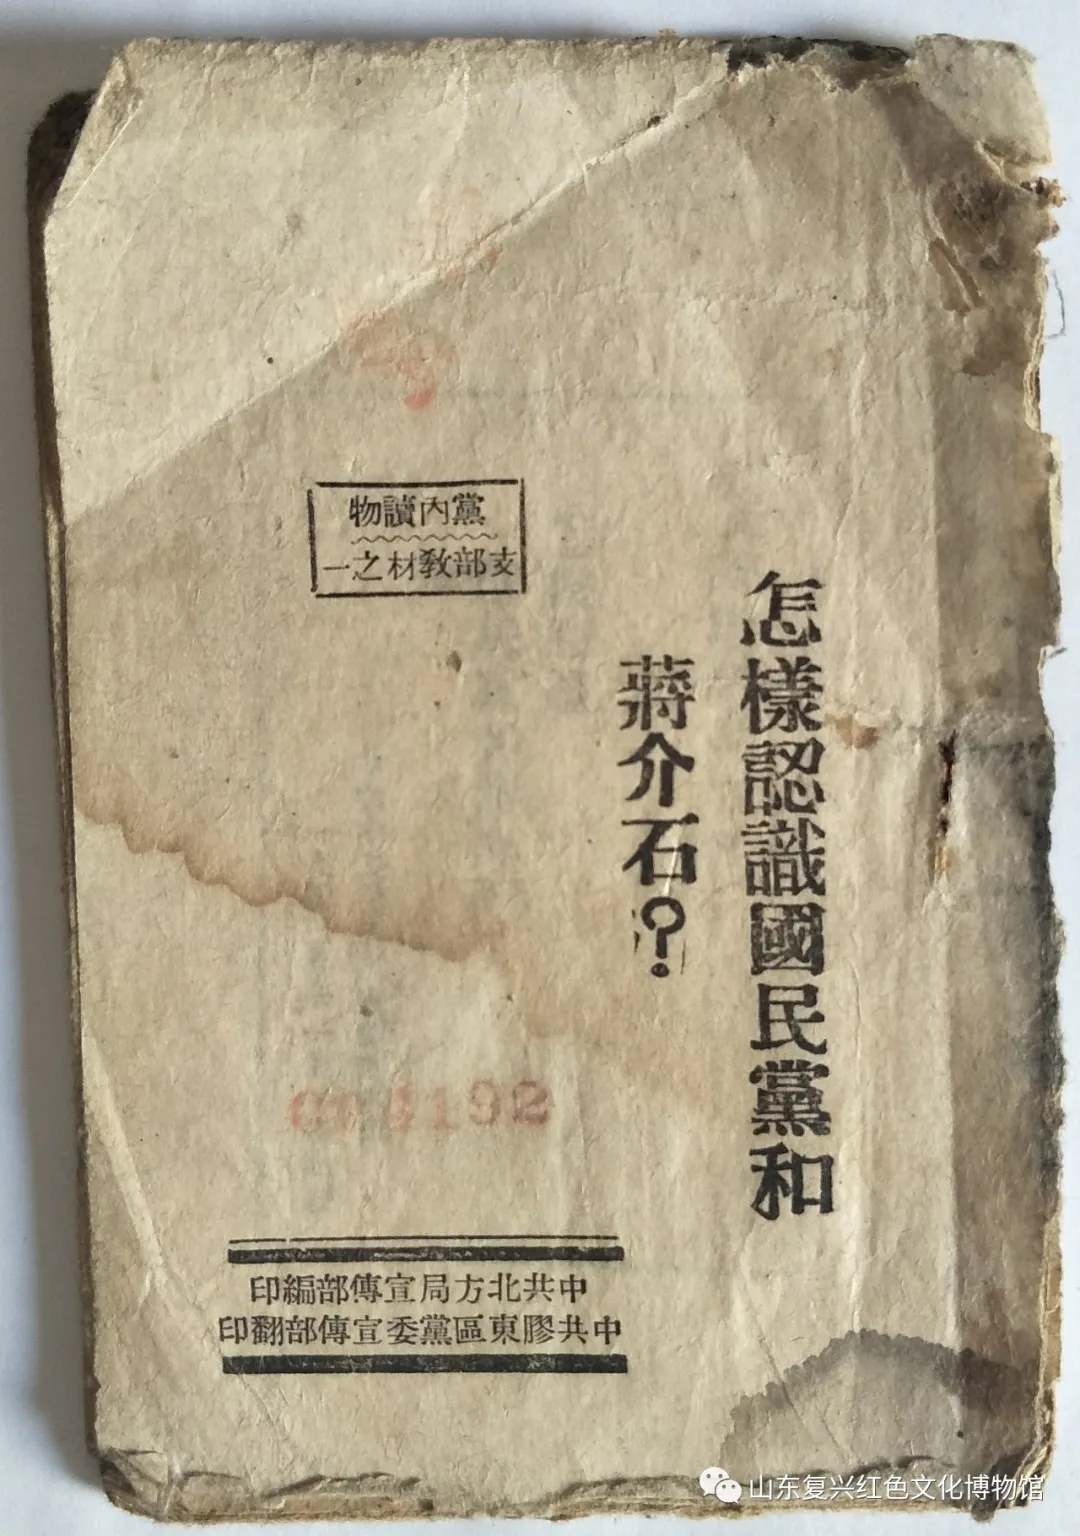 怎樣認識國民黨和
蔣介石？
黨內讀物
支部教材之一
中共北方局宣傳部編印
中共膠東區黨委宣傳部翻印
山东复兴红色文化博物馆